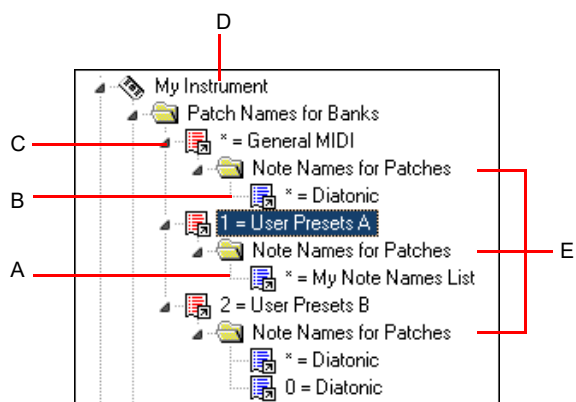 D
My Instrument
Patch Names for Banks
C
* = General MIDI
Note Names for Patches
B
* = Diatonic
1 = User Presets A
Note Names for Patches
E
A
* = My Note Names List
2 = User Presets B
Note Names for Patches
* = Diatonic
0 = Diatonic